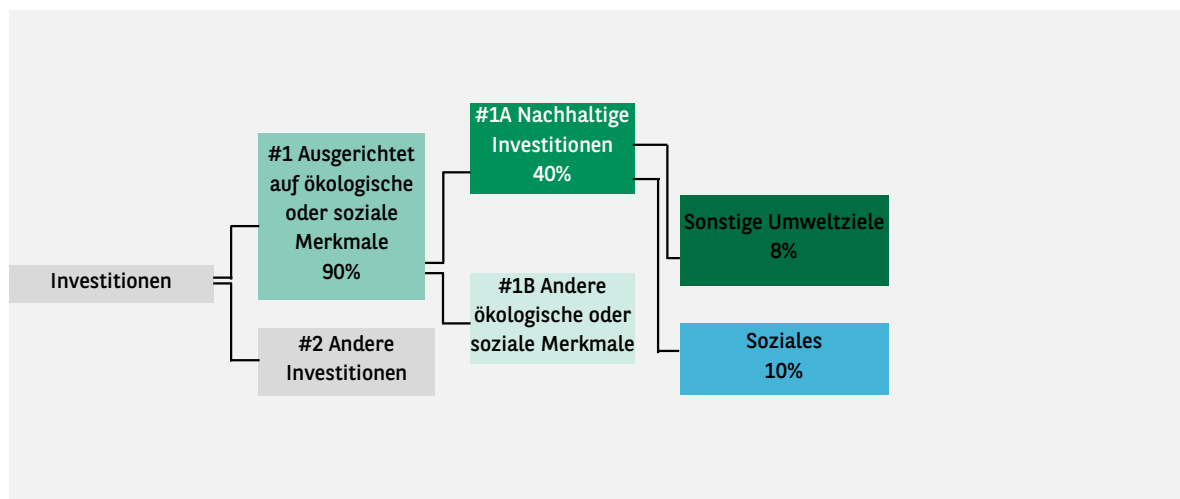 Investitionen
#1 Ausgerichtet
auf ökologische
oder soziale
Merkmale
90%
#2 Andere
Investitionen
#1A Nachhaltige
Investitionen
40%
#1B Andere
ökologische oder
soziale Merkmale
Sonstige Umweltziele
8%
Soziales
10%